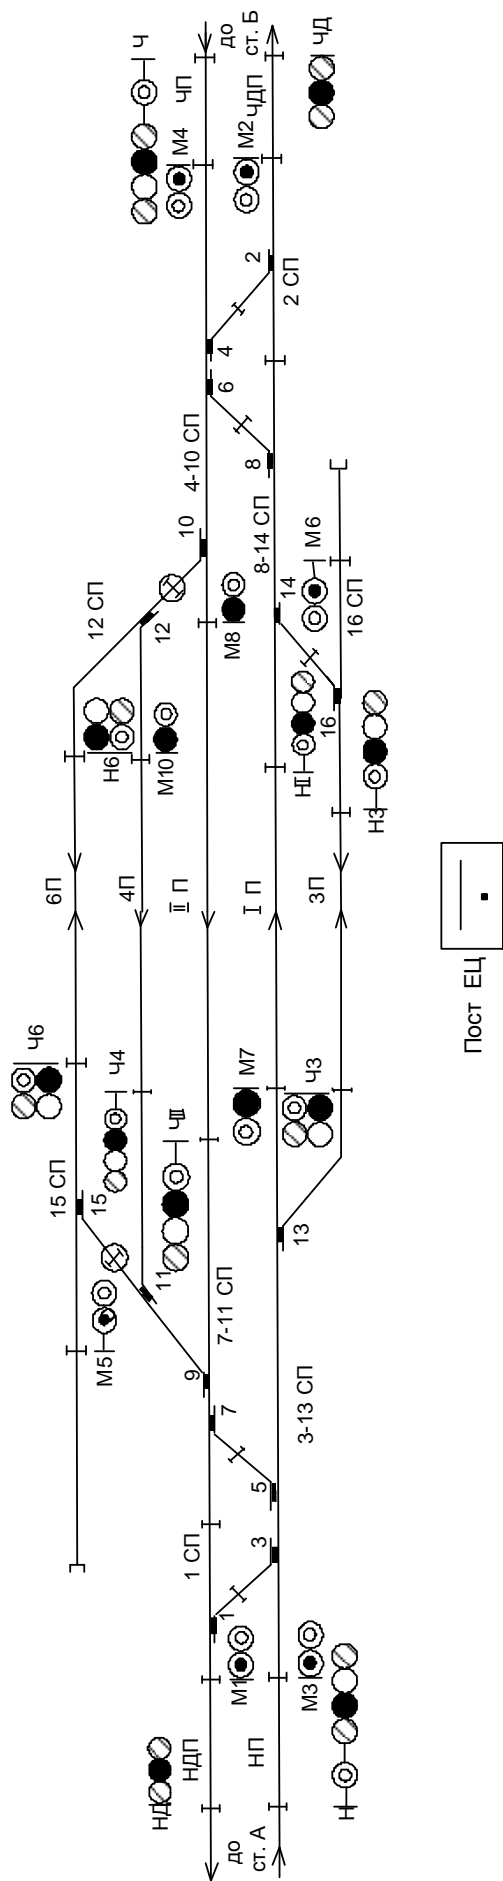 Ч6
15 СП
15
М5
Ч4
11
6П
Н6
12 СП
12
10
4П
М10
ЧII
9
7
7-11 СП
II П
М8
4-10 СП
6
4
Ч
ЧП
М4
до
ст. Б
НД
НДП
1 СП
1
М1
до
ст. А
НП
3
5
М7
I П
8-14 СП
8
2
2 СП
М2
ЧДП
ЧД
М3
Н
3-13 СП
13
Ч3
3П
НI
14
16
Н3
М6
16 СП
Пост ЕЦ